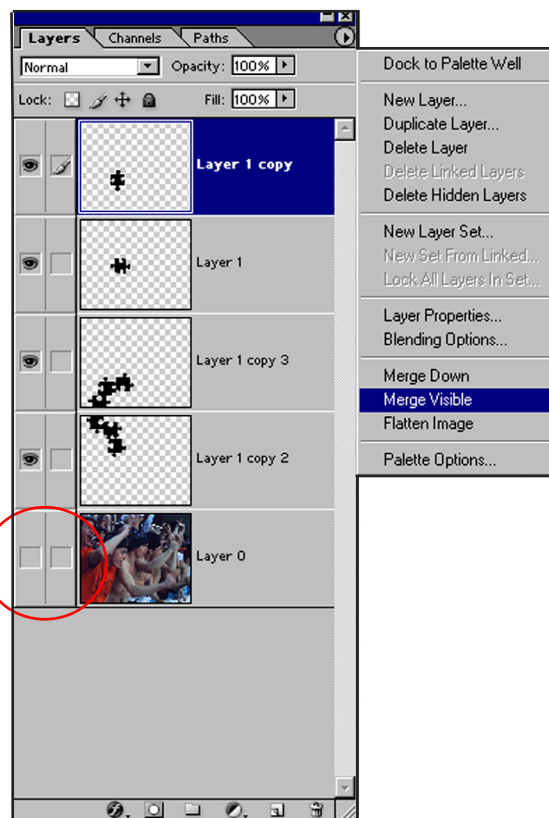 Layers Channels Paths
Normal Opacity: 100%
Lock: Fill: 100%
Layer 1 copy
Layer 1
Layer 1 copy 3
Layer 1 copy 2
Layer 0
Dock to Palette Well
New Layer...
Duplicate Layer...
Delete Layer
Delete Linked Layers
Delete Hidden Layers
New Layer Set...
New Set From Linked...
Lock All Layers In Set...
Layer Properties...
Blending Options...
Merge Down
Merge Visible
Flatten Image
Palette Options...